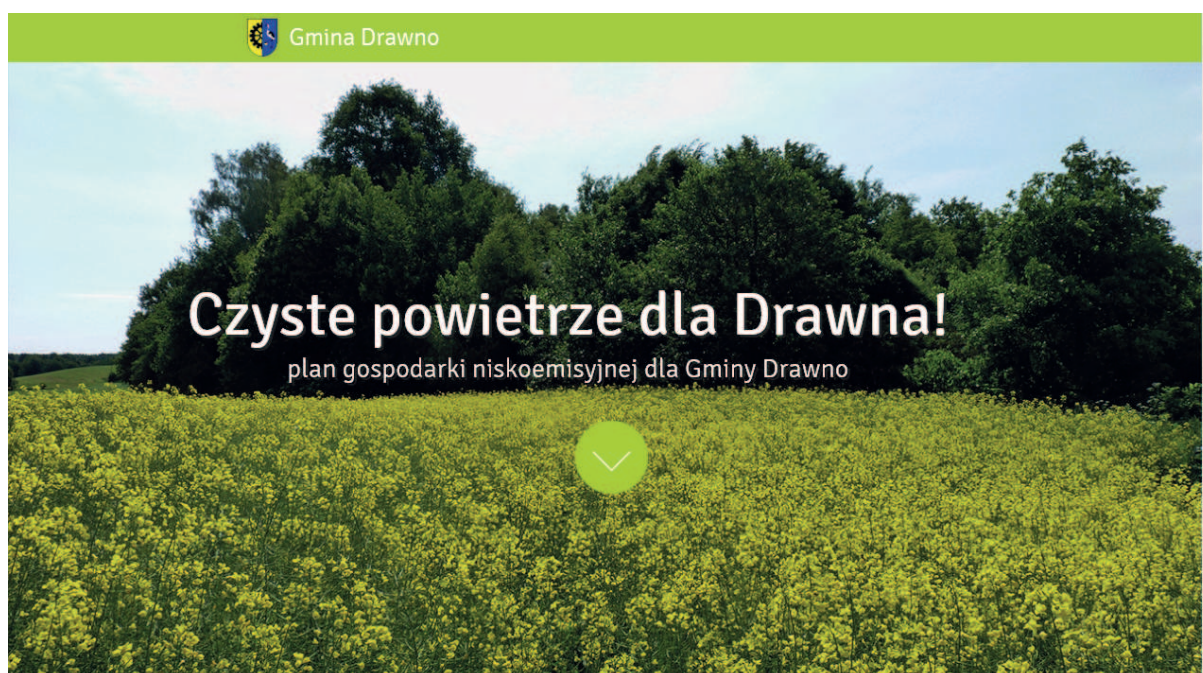 Gmina Drawno
Czyste powietrze dla Drawna!
plan gospodarki niskoemisyjnej dla Gminy Drawno